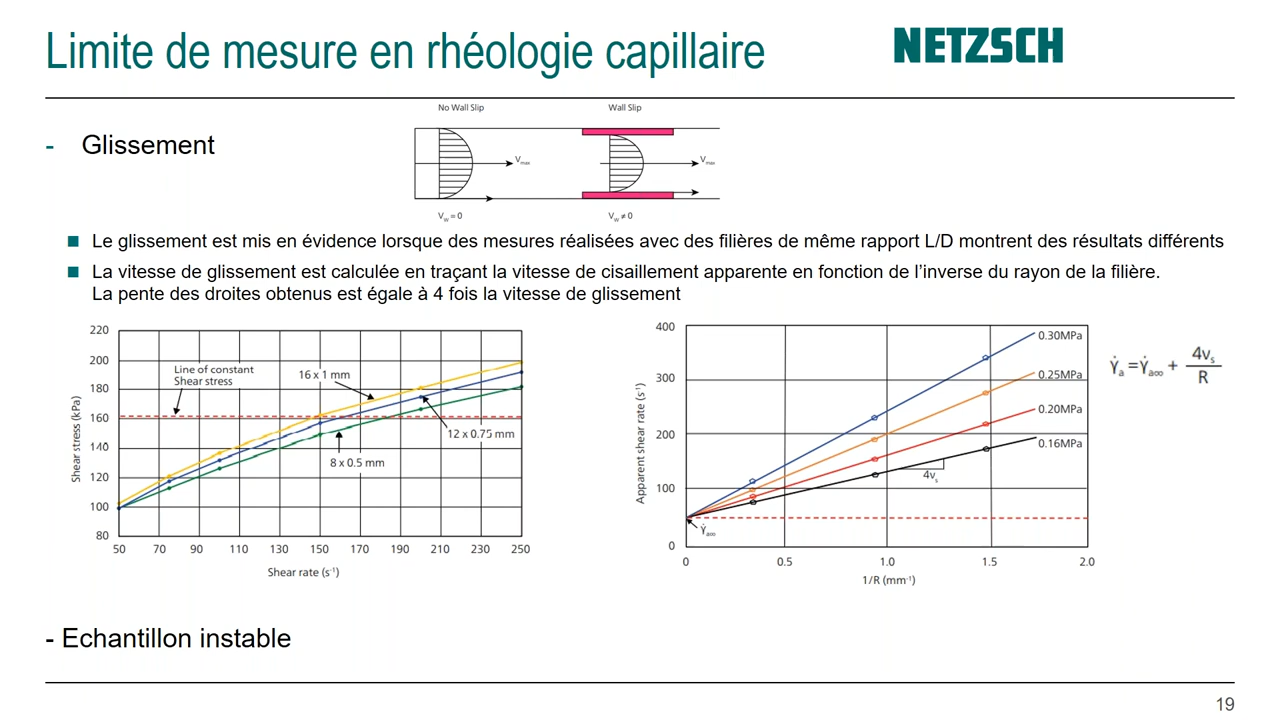 Limite de mesure en rhéologie capillaire
NETZSCH
No Wall Slip
Wall Slip
- Glissement
Vmax
Vmax
Vw = 0
Vw ≠ 0
Le glissement est mis en évidence lorsque des mesures réalisées avec des filières de même rapport L/D montrent des résultats différents
La vitesse de glissement est calculée en traçant la vitesse de cisaillement apparente en fonction de l'inverse du rayon de la filière.
La pente des droites obtenus est égale à 4 fois la vitesse de glissement
220
200
180
160
140
120
100
80
Shear stress (kPa)
Line of constant
Shear stress
16 x 1 mm
12 x 0.75 mm
8 x 0.5 mm
50 70 90 110 130 150 170 190 210 230 250
Shear rate (s⁻¹)
400
300
200
100
0
Apparent shear rate (s⁻¹)
0.30MPa
0.25MPa
0.20MPa
0.16MPa
4vs
γ̇a∞
0 0.5 1.0 1.5 2.0
1/R (mm⁻¹)
γ̇a = γ̇a∞ + 4vs / R
- Echantillon instable
19